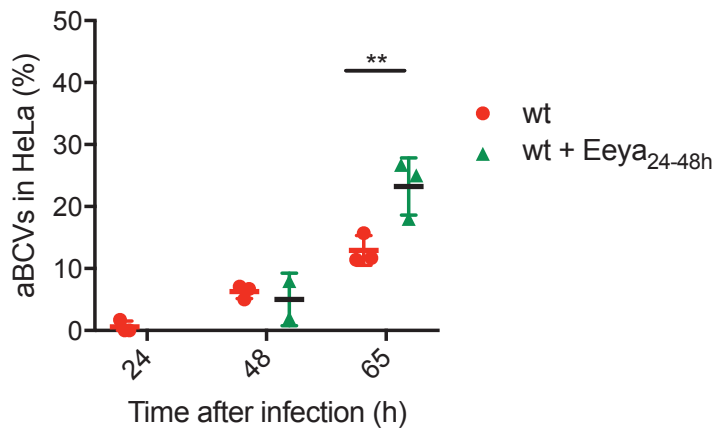 50
40
30
20
10
0
aBCVs in HeLa (%)
**
wt
wt + Eeya24-48h
24
48
65
Time after infection (h)